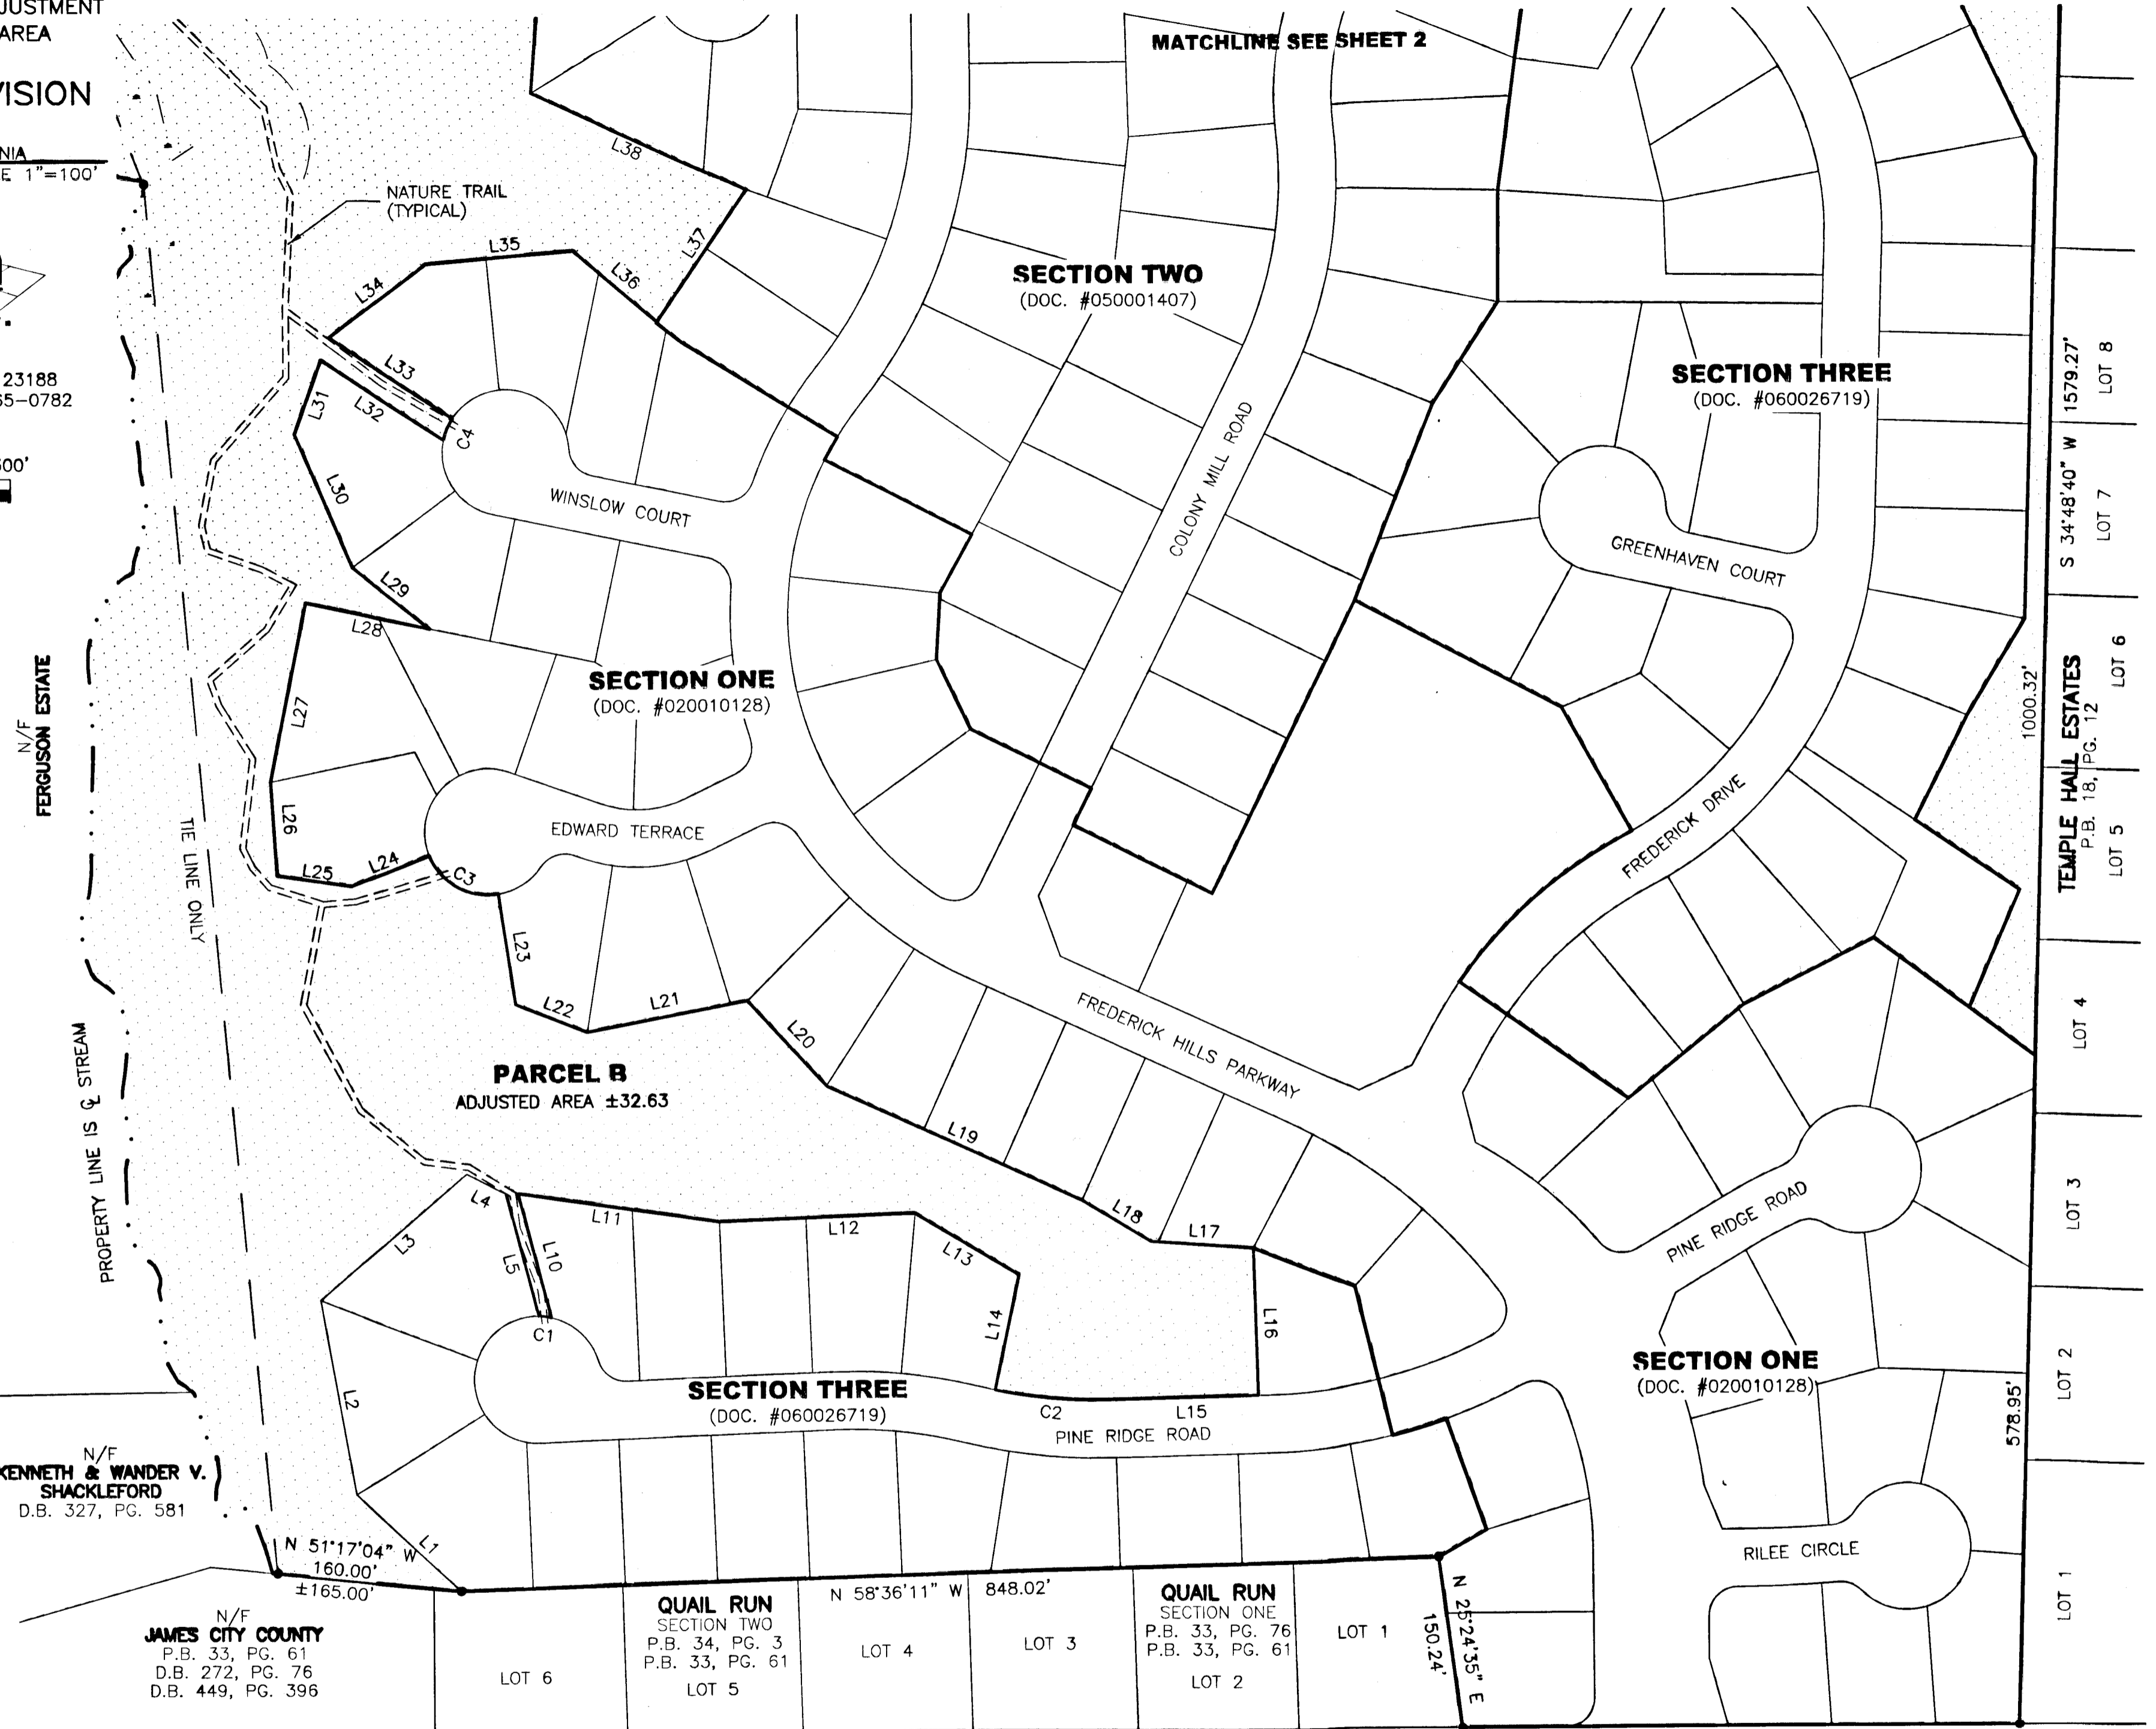 JUSTMENT
AREA
VISION
NIA
E 1"=100'
23188
65-0782
500'
MATCHLINE SEE SHEET 2
NATURE TRAIL
(TYPICAL)
L38
L37
L35
L36
L34
L33
L32
L31
C4
L30
L29
L28
WINSLOW COURT
SECTION TWO
(DOC. #050001407)
COLONY MILL ROAD
SECTION THREE
(DOC. #060026719)
GREENHAVEN COURT
S 34°48'40" W 1579.27'
LOT 8
LOT 7
LOT 6
1000.32'
TEMPLE HALL ESTATES
P.B. 18, PG. 12
LOT 5
LOT 4
LOT 3
LOT 2
LOT 1
578.95'
N/F
FERGUSON ESTATE
SECTION ONE
(DOC. #020010128)
L27
L26
L25
L24
C3
EDWARD TERRACE
TIE LINE ONLY
L23
L22
L21
L20
FREDERICK DRIVE
FREDERICK HILLS PARKWAY
PARCEL B
ADJUSTED AREA ±32.63
PROPERTY LINE IS ℄ STREAM
L19
L18
L17
L16
L4
L3
L5
L10
L11
L12
L13
L14
C1
L2
SECTION THREE
(DOC. #060026719)
C2
L15
PINE RIDGE ROAD
PINE RIDGE ROAD
SECTION ONE
(DOC. #020010128)
RILEE CIRCLE
N/F
KENNETH & WANDER V.
SHACKLEFORD
D.B. 327, PG. 581
L1
N 51°17'04" W
160.00'
±165.00'
N 58°36'11" W 848.02'
N 25°24'35" E
150.24'
N/F
JAMES CITY COUNTY
P.B. 33, PG. 61
D.B. 272, PG. 76
D.B. 449, PG. 396
LOT 6
QUAIL RUN
SECTION TWO
P.B. 34, PG. 3
P.B. 33, PG. 61
LOT 5
LOT 4
LOT 3
QUAIL RUN
SECTION ONE
P.B. 33, PG. 76
P.B. 33, PG. 61
LOT 2
LOT 1